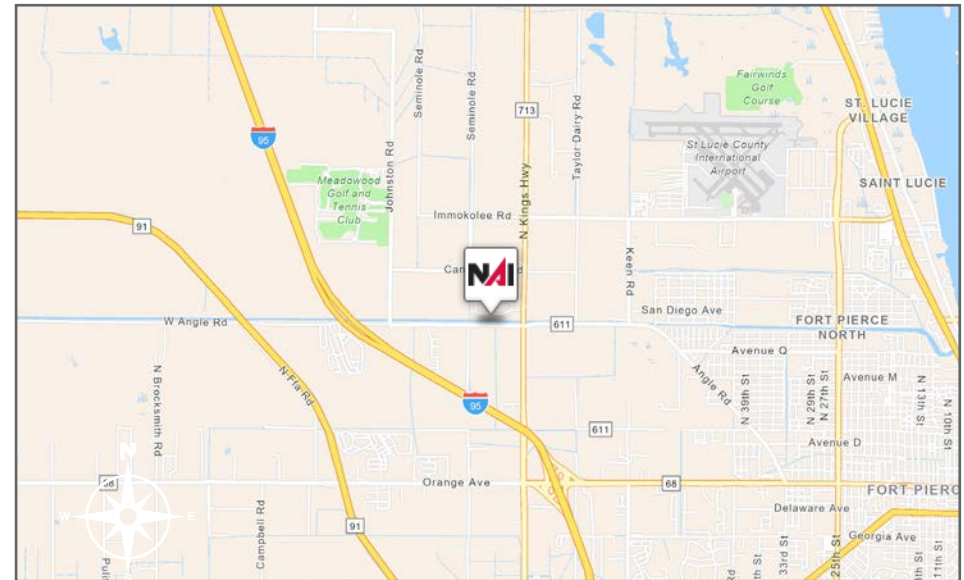 Seminole Rd
Seminole Rd
95
713
Taylor Dairy Rd
Fairwinds
Golf
Course
ST. LUCIE
VILLAGE
St Lucie County
International
Airport
Johnston Rd
Meadowood
Golf and
Tennis
Club
N Kings Hwy
SAINT LUCIE
91
Immokolee Rd
Keen Rd
NAI
San Diego Ave
W Angle Rd
611
FORT PIERCE
NORTH
Avenue Q
N Brocksmith Rd
N Fla Rd
Angle Rd
N 39th St
N 29th St
N 27th St
Avenue M
N 13th St
N 10th St
95
611
Avenue D
N
W
E
68
Orange Ave
68
FORT PIERC
Campbell Rd
91
Delaware Ave
33rd St
25th St
Georgia Ave
11th St